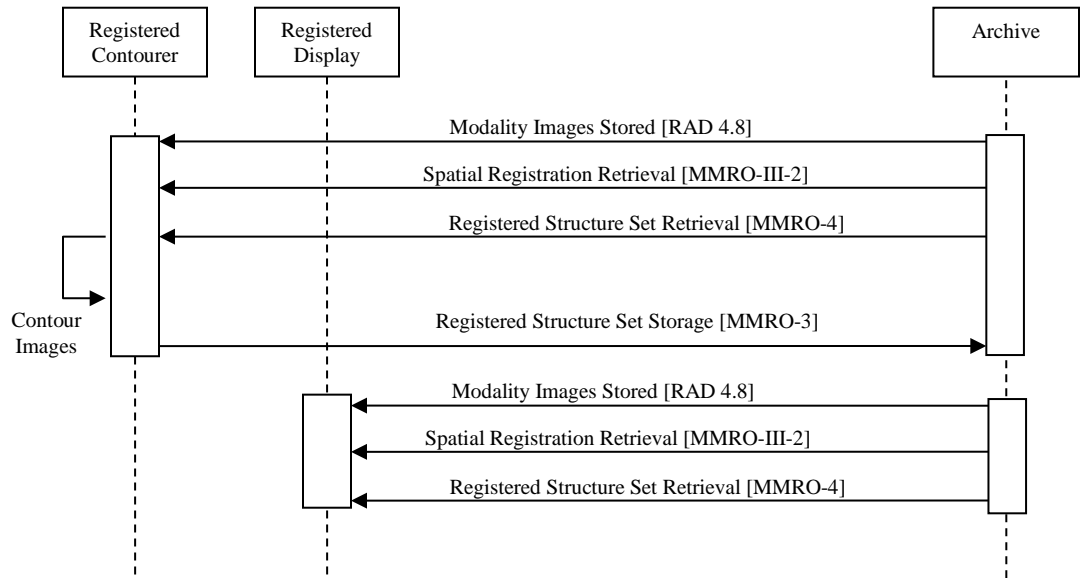 Registered
Contourer
Registered
Display
Archive
Modality Images Stored [RAD 4.8]
Spatial Registration Retrieval [MMRO-III-2]
Registered Structure Set Retrieval [MMRO-4]
Contour
Images
Registered Structure Set Storage [MMRO-3]
Modality Images Stored [RAD 4.8]
Spatial Registration Retrieval [MMRO-III-2]
Registered Structure Set Retrieval [MMRO-4]